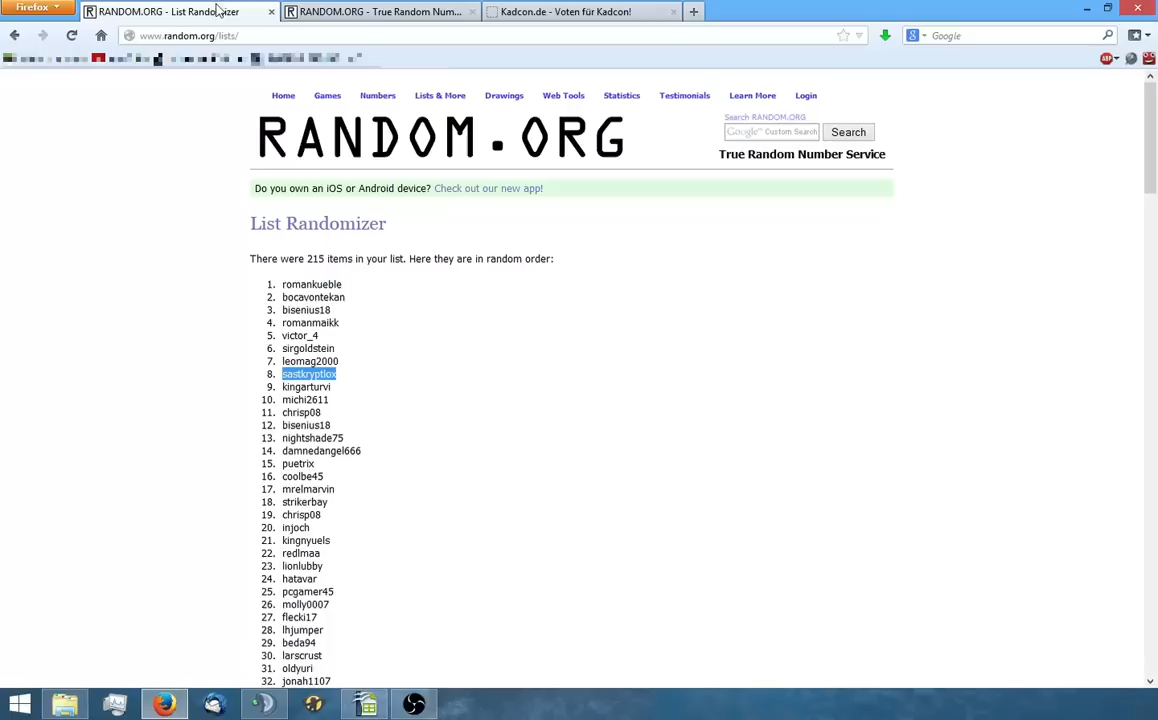 Firefox
RANDOM.ORG - List Randomizer
RANDOM.ORG - True Random Num...
Kadcon.de - Voten für Kadcon!
www.random.org/lists/
Google
Home Games Numbers Lists & More Drawings Web Tools Statistics Testimonials Learn More Login
RANDOM.ORG
Search RANDOM.ORG
Google™ Custom Search
Search
True Random Number Service
Do you own an iOS or Android device? Check out our new app!
List Randomizer
There were 215 items in your list. Here they are in random order:
1. romankueble
2. bocavontekan
3. bisenius18
4. romanmaikk
5. victor_4
6. sirgoldstein
7. leomag2000
8. sastkryptlox
9. kingarturvi
10. michi2611
11. chrisp08
12. bisenius18
13. nightshade75
14. damnedangel666
15. puetrix
16. coolbe45
17. mrelmarvin
18. strikerbay
19. chrisp08
20. injoch
21. kingnyuels
22. redlmaa
23. lionlubby
24. hatavar
25. pcgamer45
26. molly0007
27. flecki17
28. lhjumper
29. beda94
30. larscrust
31. oldyuri
32. jonah1107